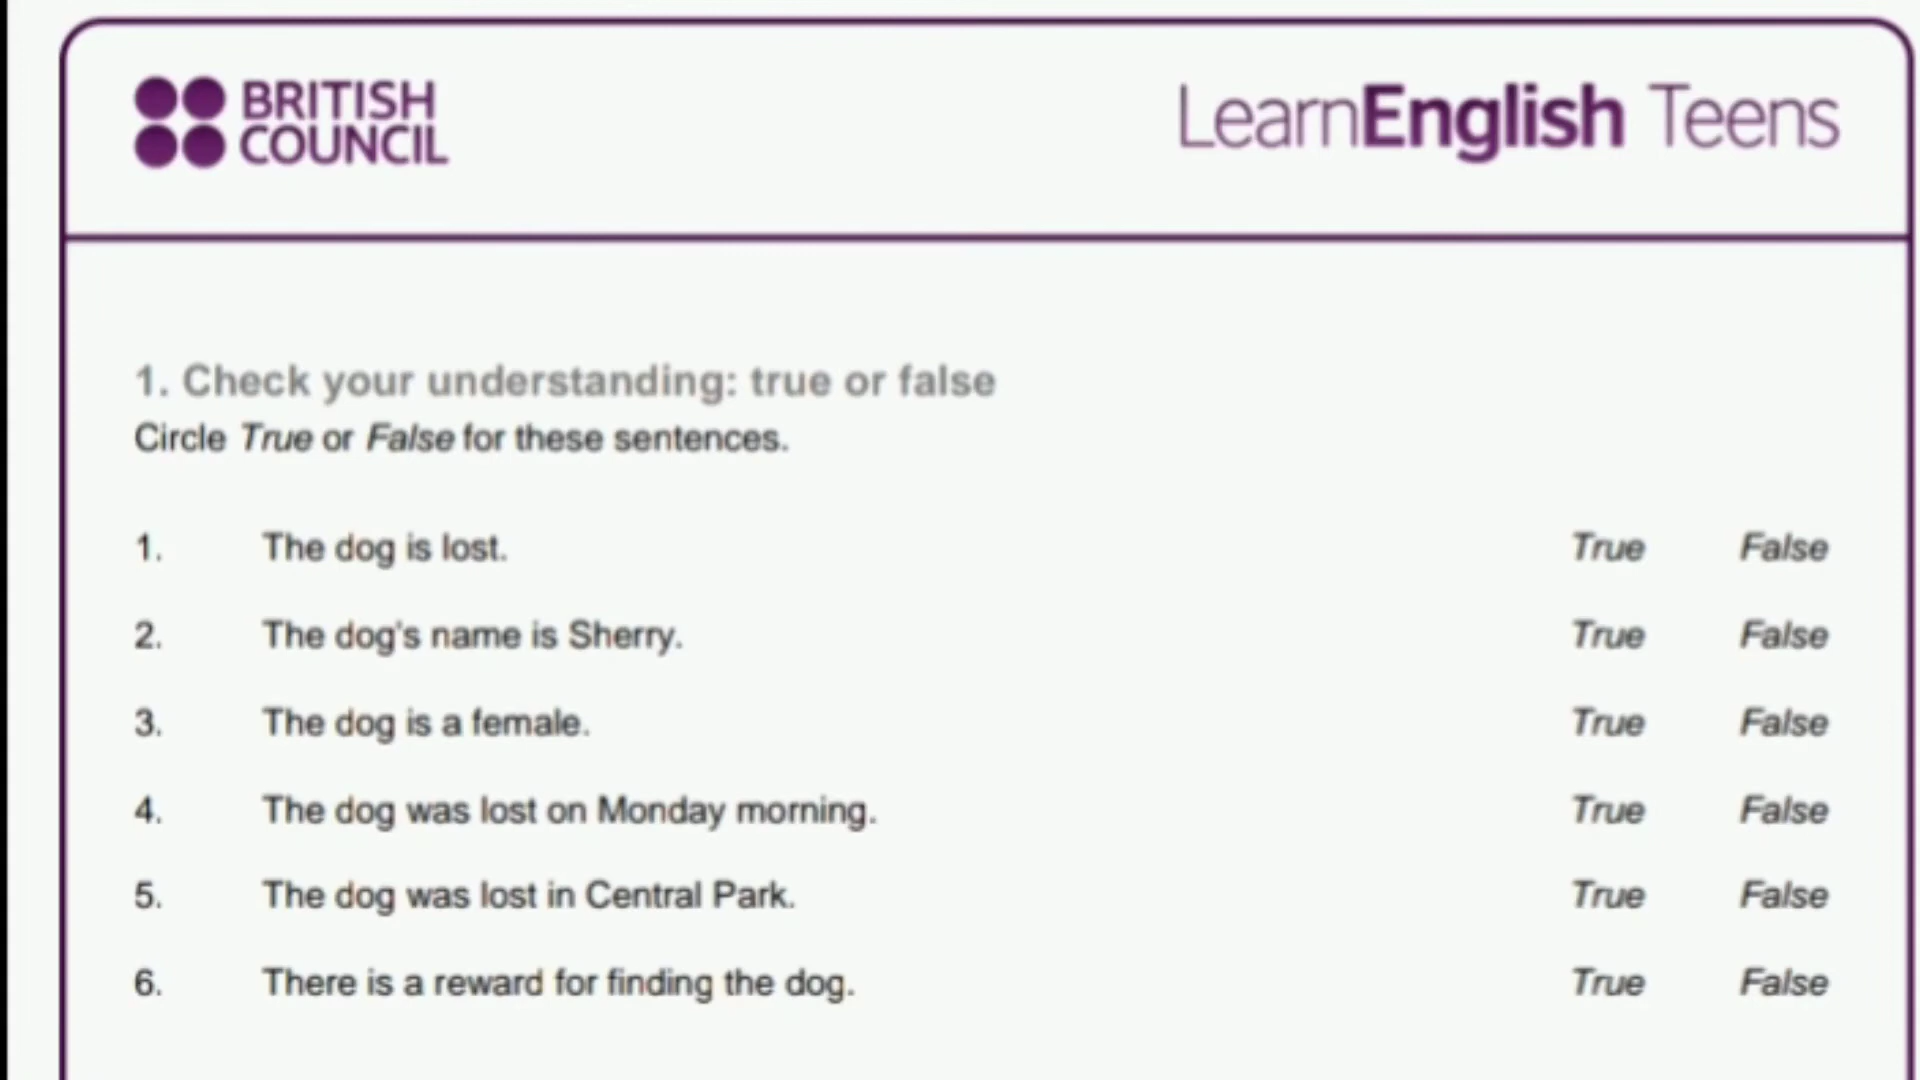 BRITISH
COUNCIL
LearnEnglish Teens
1. Check your understanding: true or false
Circle True or False for these sentences.
1. The dog is lost. True False
2. The dog's name is Sherry. True False
3. The dog is a female. True False
4. The dog was lost on Monday morning. True False
5. The dog was lost in Central Park. True False
6. There is a reward for finding the dog. True False